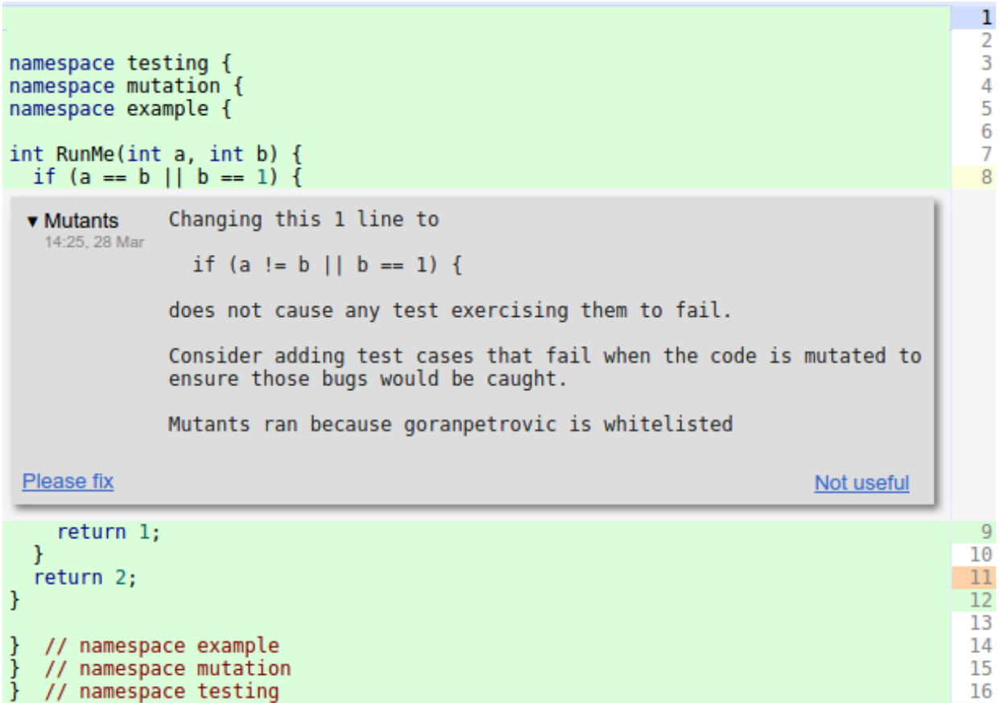 1
2
namespace testing { 3
namespace mutation { 4
namespace example { 5
6
int RunMe(int a, int b) { 7
  if (a == b || b == 1) { 8
▼ Mutants Changing this 1 line to
14:25, 28 Mar
if (a != b || b == 1) {
does not cause any test exercising them to fail.
Consider adding test cases that fail when the code is mutated to
ensure those bugs would be caught.
Mutants ran because goranpetrovic is whitelisted
Please fix Not useful
    return 1; 9
  } 10
  return 2; 11
} 12
13
}  // namespace example 14
}  // namespace mutation 15
}  // namespace testing 16